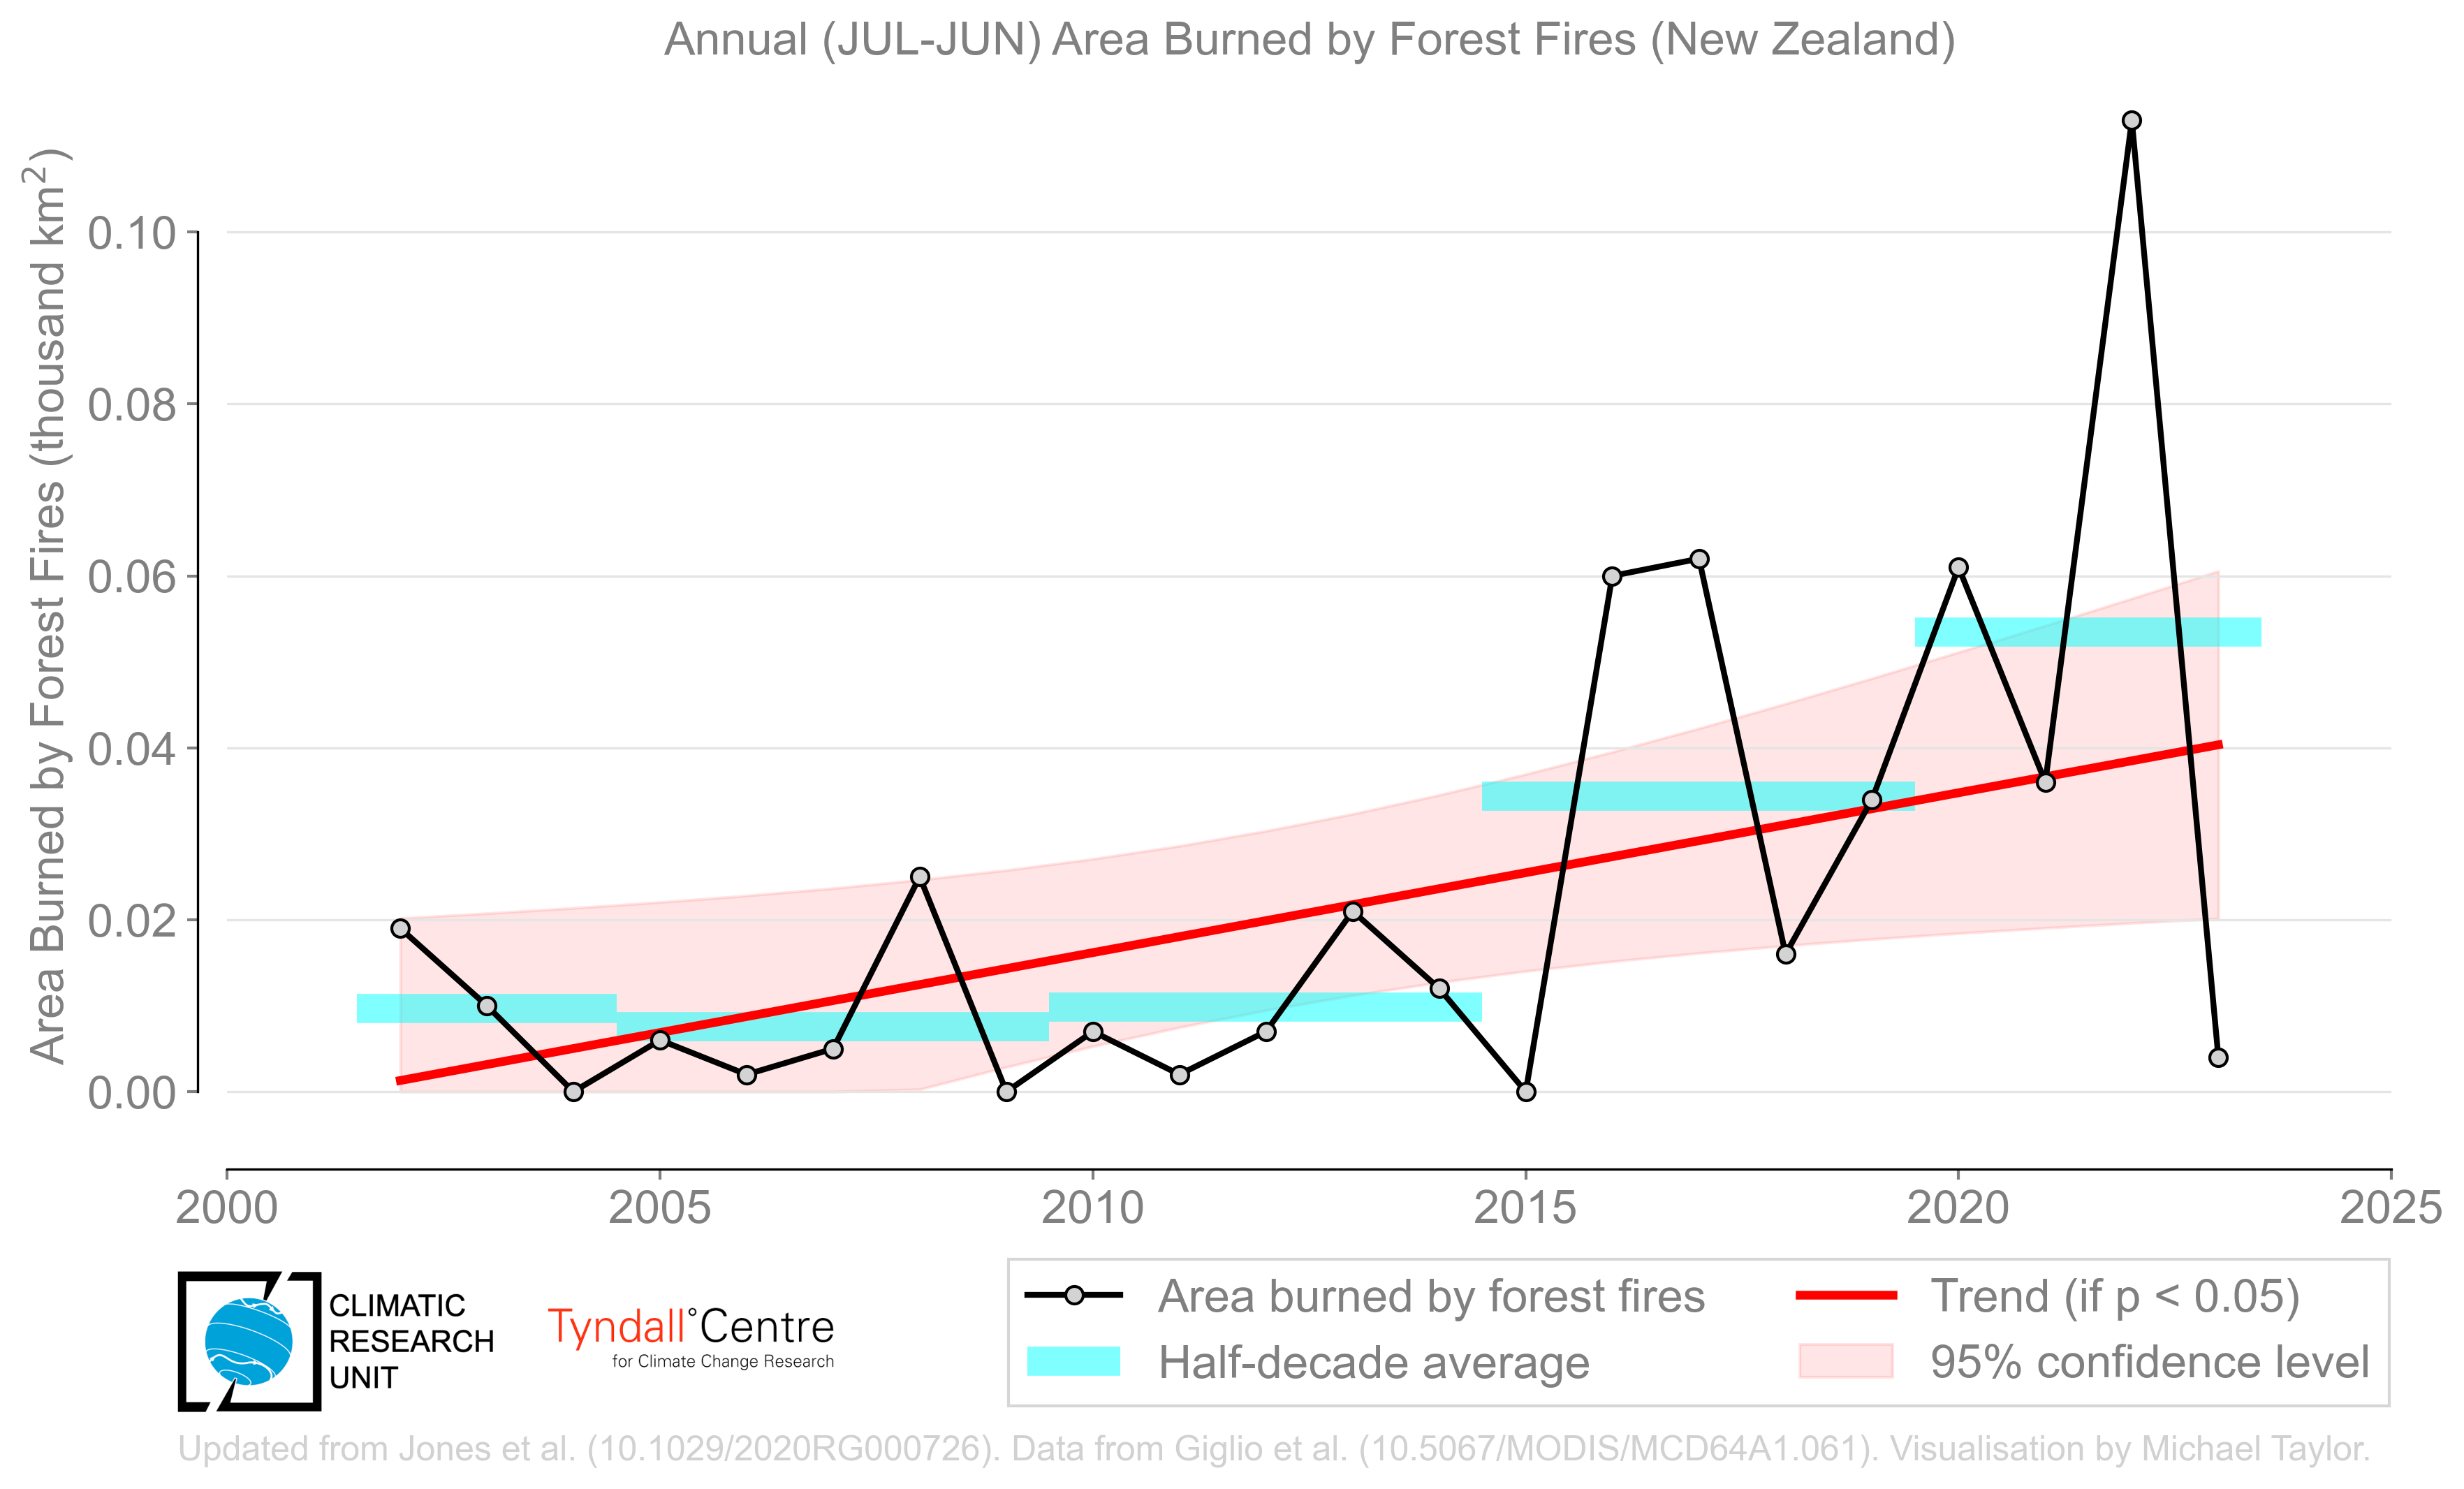 Annual (JUL-JUN) Area Burned by Forest Fires (New Zealand)
Area Burned by Forest Fires (thousand km²)
0.10
0.08
0.06
0.04
0.02
0.00
2000
2005
2010
2015
2020
2025
CLIMATIC
RESEARCH
UNIT
Tyndall°Centre
for Climate Change Research
Area burned by forest fires
Half-decade average
Trend (if p < 0.05)
95% confidence level
Updated from Jones et al. (10.1029/2020RG000726). Data from Giglio et al. (10.5067/MODIS/MCD64A1.061). Visualisation by Michael Taylor.